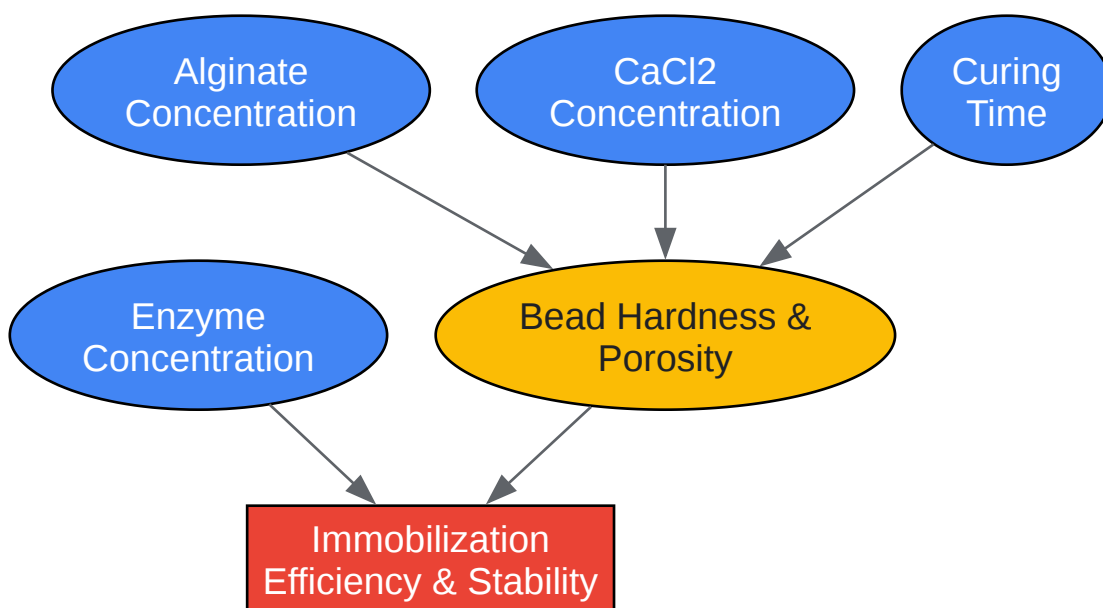 Alginate
Concentration
CaCl2
Concentration
Curing
Time
Enzyme
Concentration
Bead Hardness &
Porosity
Immobilization
Efficiency & Stability